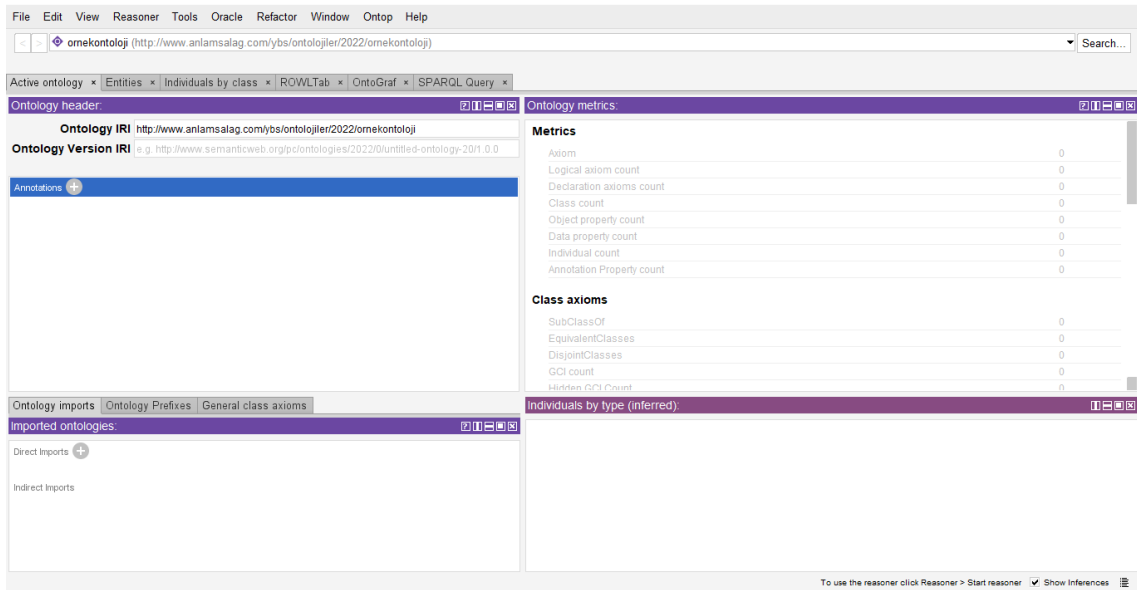 File Edit View Reasoner Tools Oracle Refactor Window Ontop Help
< > ornekontoloji (http://www.anlamsalag.com/ybs/ontolojiler/2022/ornekontoloji) Search...
Active ontology × Entities × Individuals by class × ROWLTab × OntoGraf × SPARQL Query ×
Ontology header:
Ontology IRI http://www.anlamsalag.com/ybs/ontolojiler/2022/ornekontoloji
Ontology Version IRI e.g. http://www.semanticweb.org/pc/ontologies/2022/0/untitled-ontology-20/1.0.0
Annotations
Ontology metrics:
Metrics
Axiom 0
Logical axiom count 0
Declaration axioms count 0
Class count 0
Object property count 0
Data property count 0
Individual count 0
Annotation Property count 0
Class axioms
SubClassOf 0
EquivalentClasses 0
DisjointClasses 0
GCI count 0
Hidden GCI Count 0
Ontology imports Ontology Prefixes General class axioms
Imported ontologies:
Direct Imports
Indirect Imports
Individuals by type (inferred):
To use the reasoner click Reasoner > Start reasoner Show Inferences